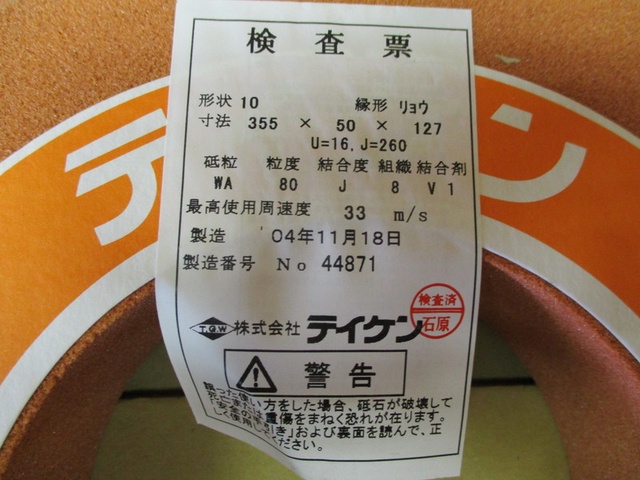 検査票
形状 10 縁形 リョウ
寸法 355 × 50 × 127
U=16,J=260
砥粒 粒度 結合度 組織 結合剤
WA 80 J 8 V1
最高使用周速度 33 m/s
製造 '04年11月18日
製造番号 No 44871
T.G.W 株式会社 テイケン
検査済
石原
警告
った使い方をした場合、砥石が破壊して
重傷をまねく恐れが在ります。
引き」および裏面を読んで、正
ください。
テ
ン